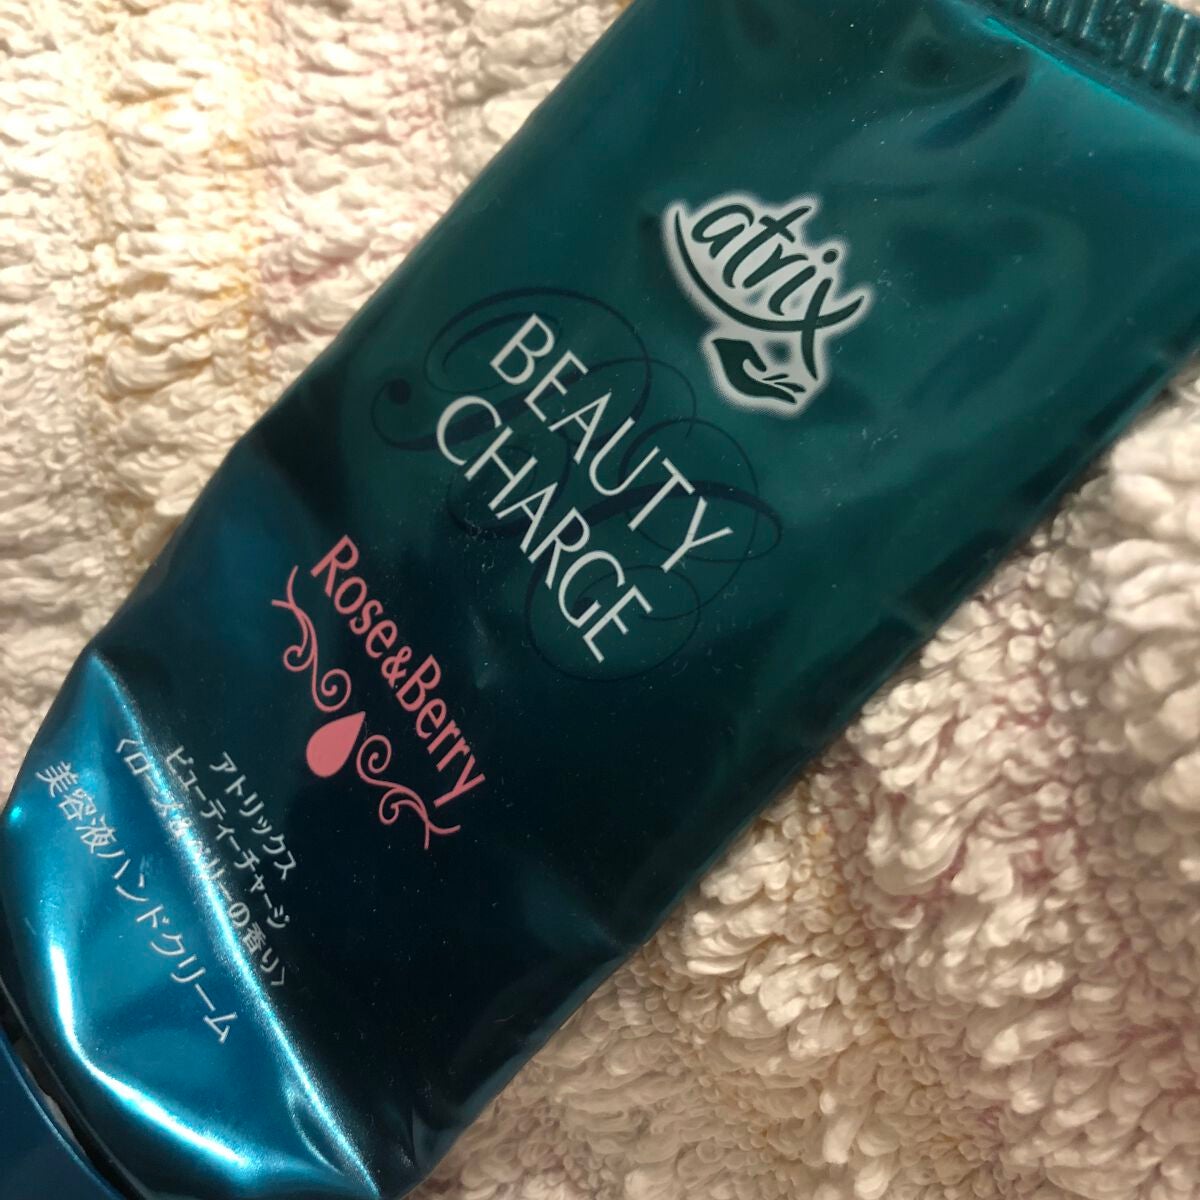 atrix
BEAUTY
CHARGE
Rose&Berry
アトリックス
ビューティーチャージ
〈ローズ&ベリーの香り〉
美容液ハンドクリーム